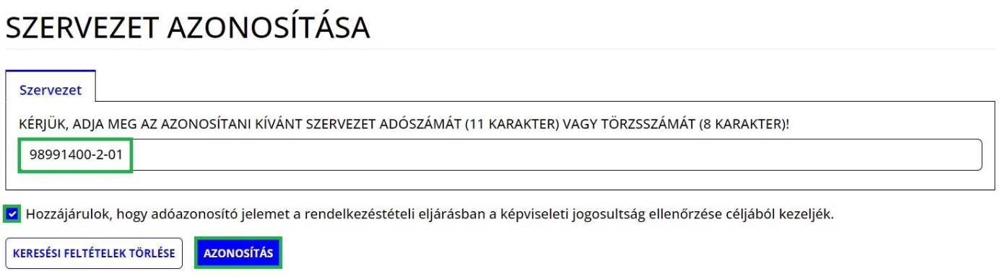 SZERVEZET AZONOSÍTÁSA
Szervezet
KÉRJÜK, ADJA MEG AZ AZONOSÍTANI KÍVÁNT SZERVEZET ADÓSZÁMÁT (11 KARAKTER) VAGY TÖRZSSZÁMÁT (8 KARAKTER)!
98991400-2-01
Hozzájárulok, hogy adóazonosító jelemet a rendelkezéstételi eljárásban a képviseleti jogosultság ellenőrzése céljából kezeljék.
KERESÉSI FELTÉTELEK TÖRLÉSE AZONOSÍTÁS